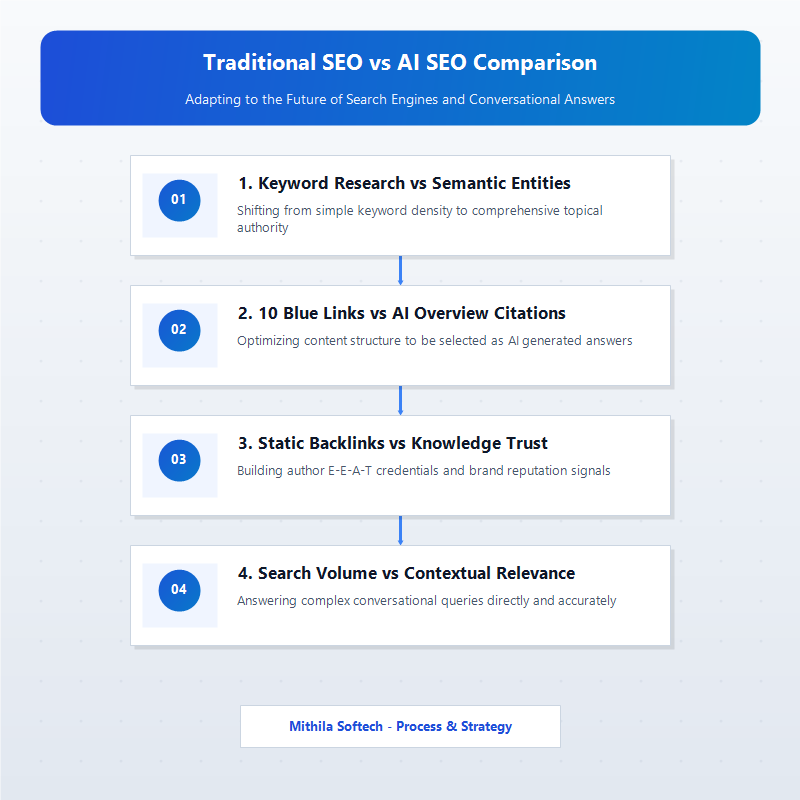 Traditional SEO vs AI SEO Comparison
Adapting to the Future of Search Engines and Conversational Answers
01
1. Keyword Research vs Semantic Entities
Shifting from simple keyword density to comprehensive topical
authority
02
2. 10 Blue Links vs AI Overview Citations
Optimizing content structure to be selected as AI generated answers
03
3. Static Backlinks vs Knowledge Trust
Building author E-E-A-T credentials and brand reputation signals
04
4. Search Volume vs Contextual Relevance
Answering complex conversational queries directly and accurately
Mithila Softech - Process & Strategy